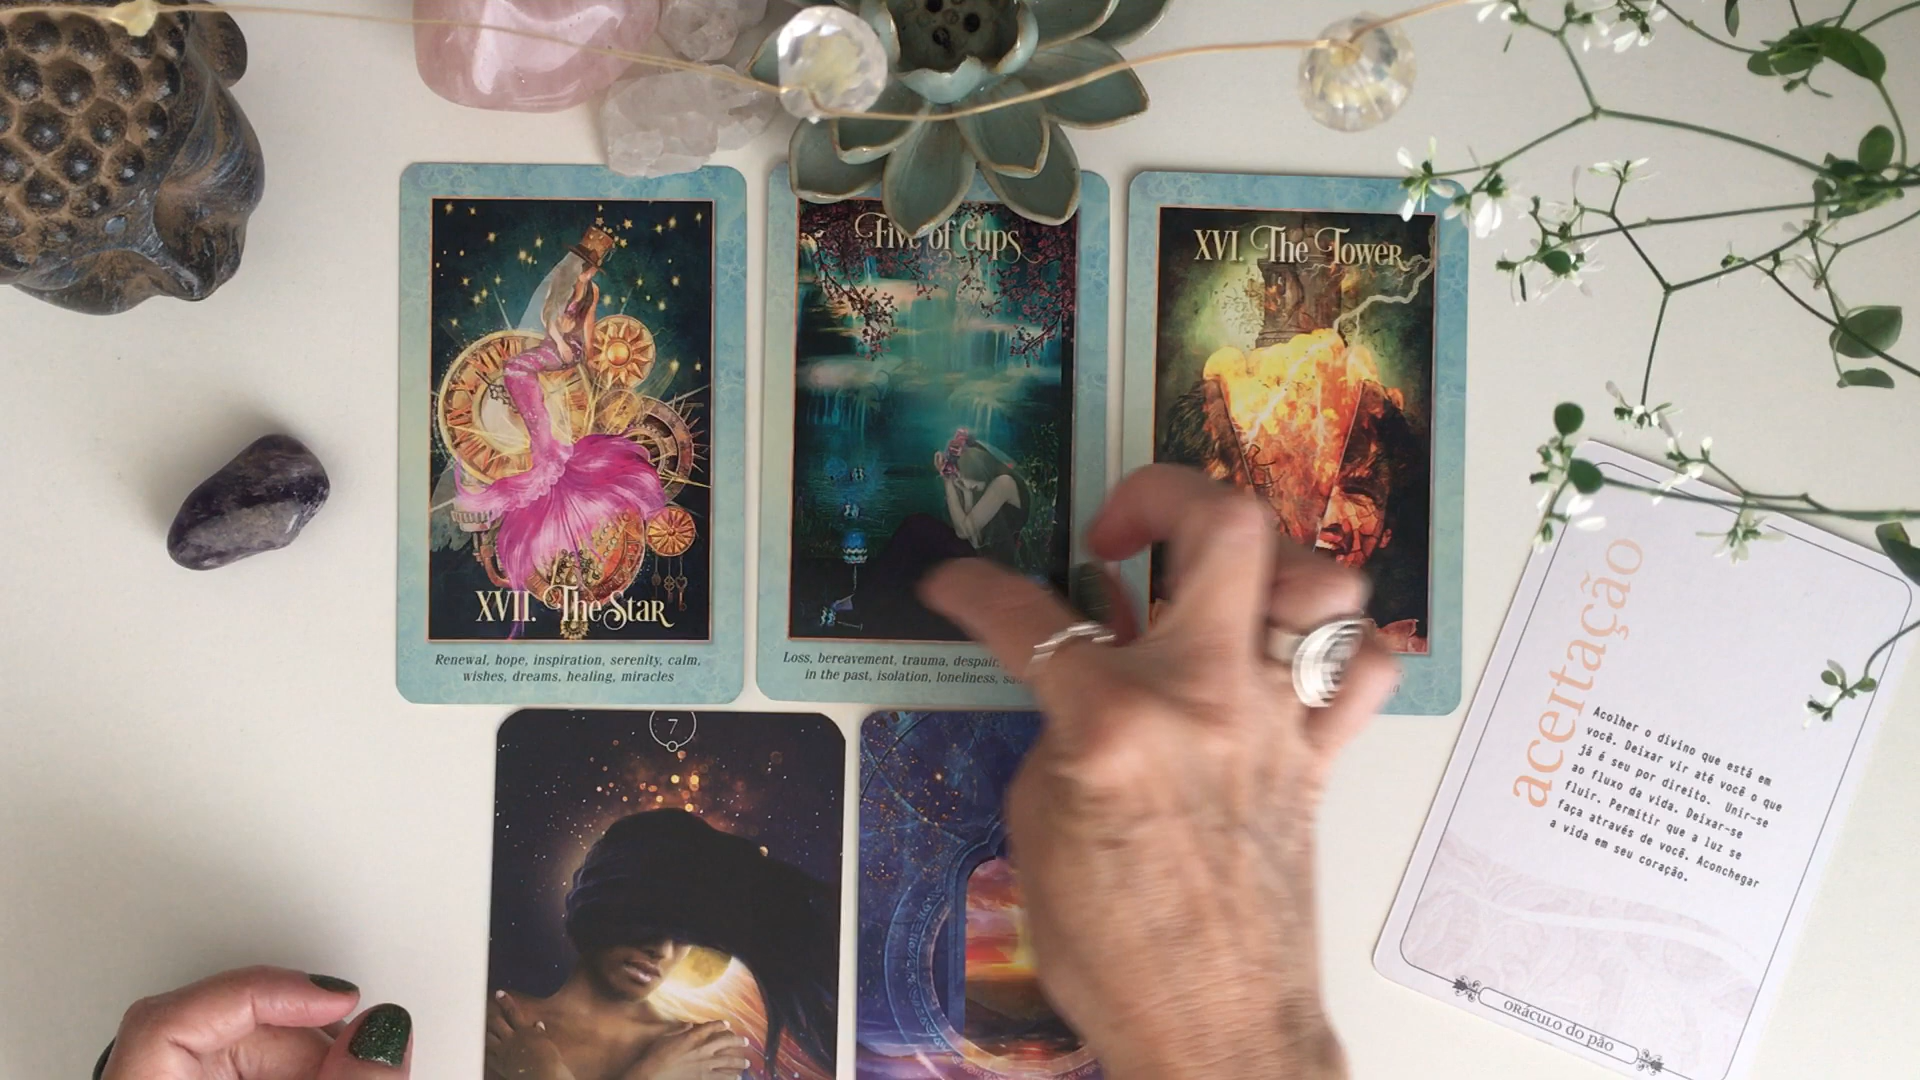 XVII. The Star
Renewal, hope, inspiration, serenity, calm,
wishes, dreams, healing, miracles
Five of Cups
Loss, bereavement, trauma, despair,
in the past, isolation, loneliness,
XVI. The Tower
7
aceitação
Acolher o divino que está em
você. Deixar vir até você o que
já é seu por direito. Unir-se
ao fluxo da vida. Deixar-se
fluir. Permitir que a luz se
faça através de você. Aconchegar
a vida em seu coração.
ORÁCULO do pão